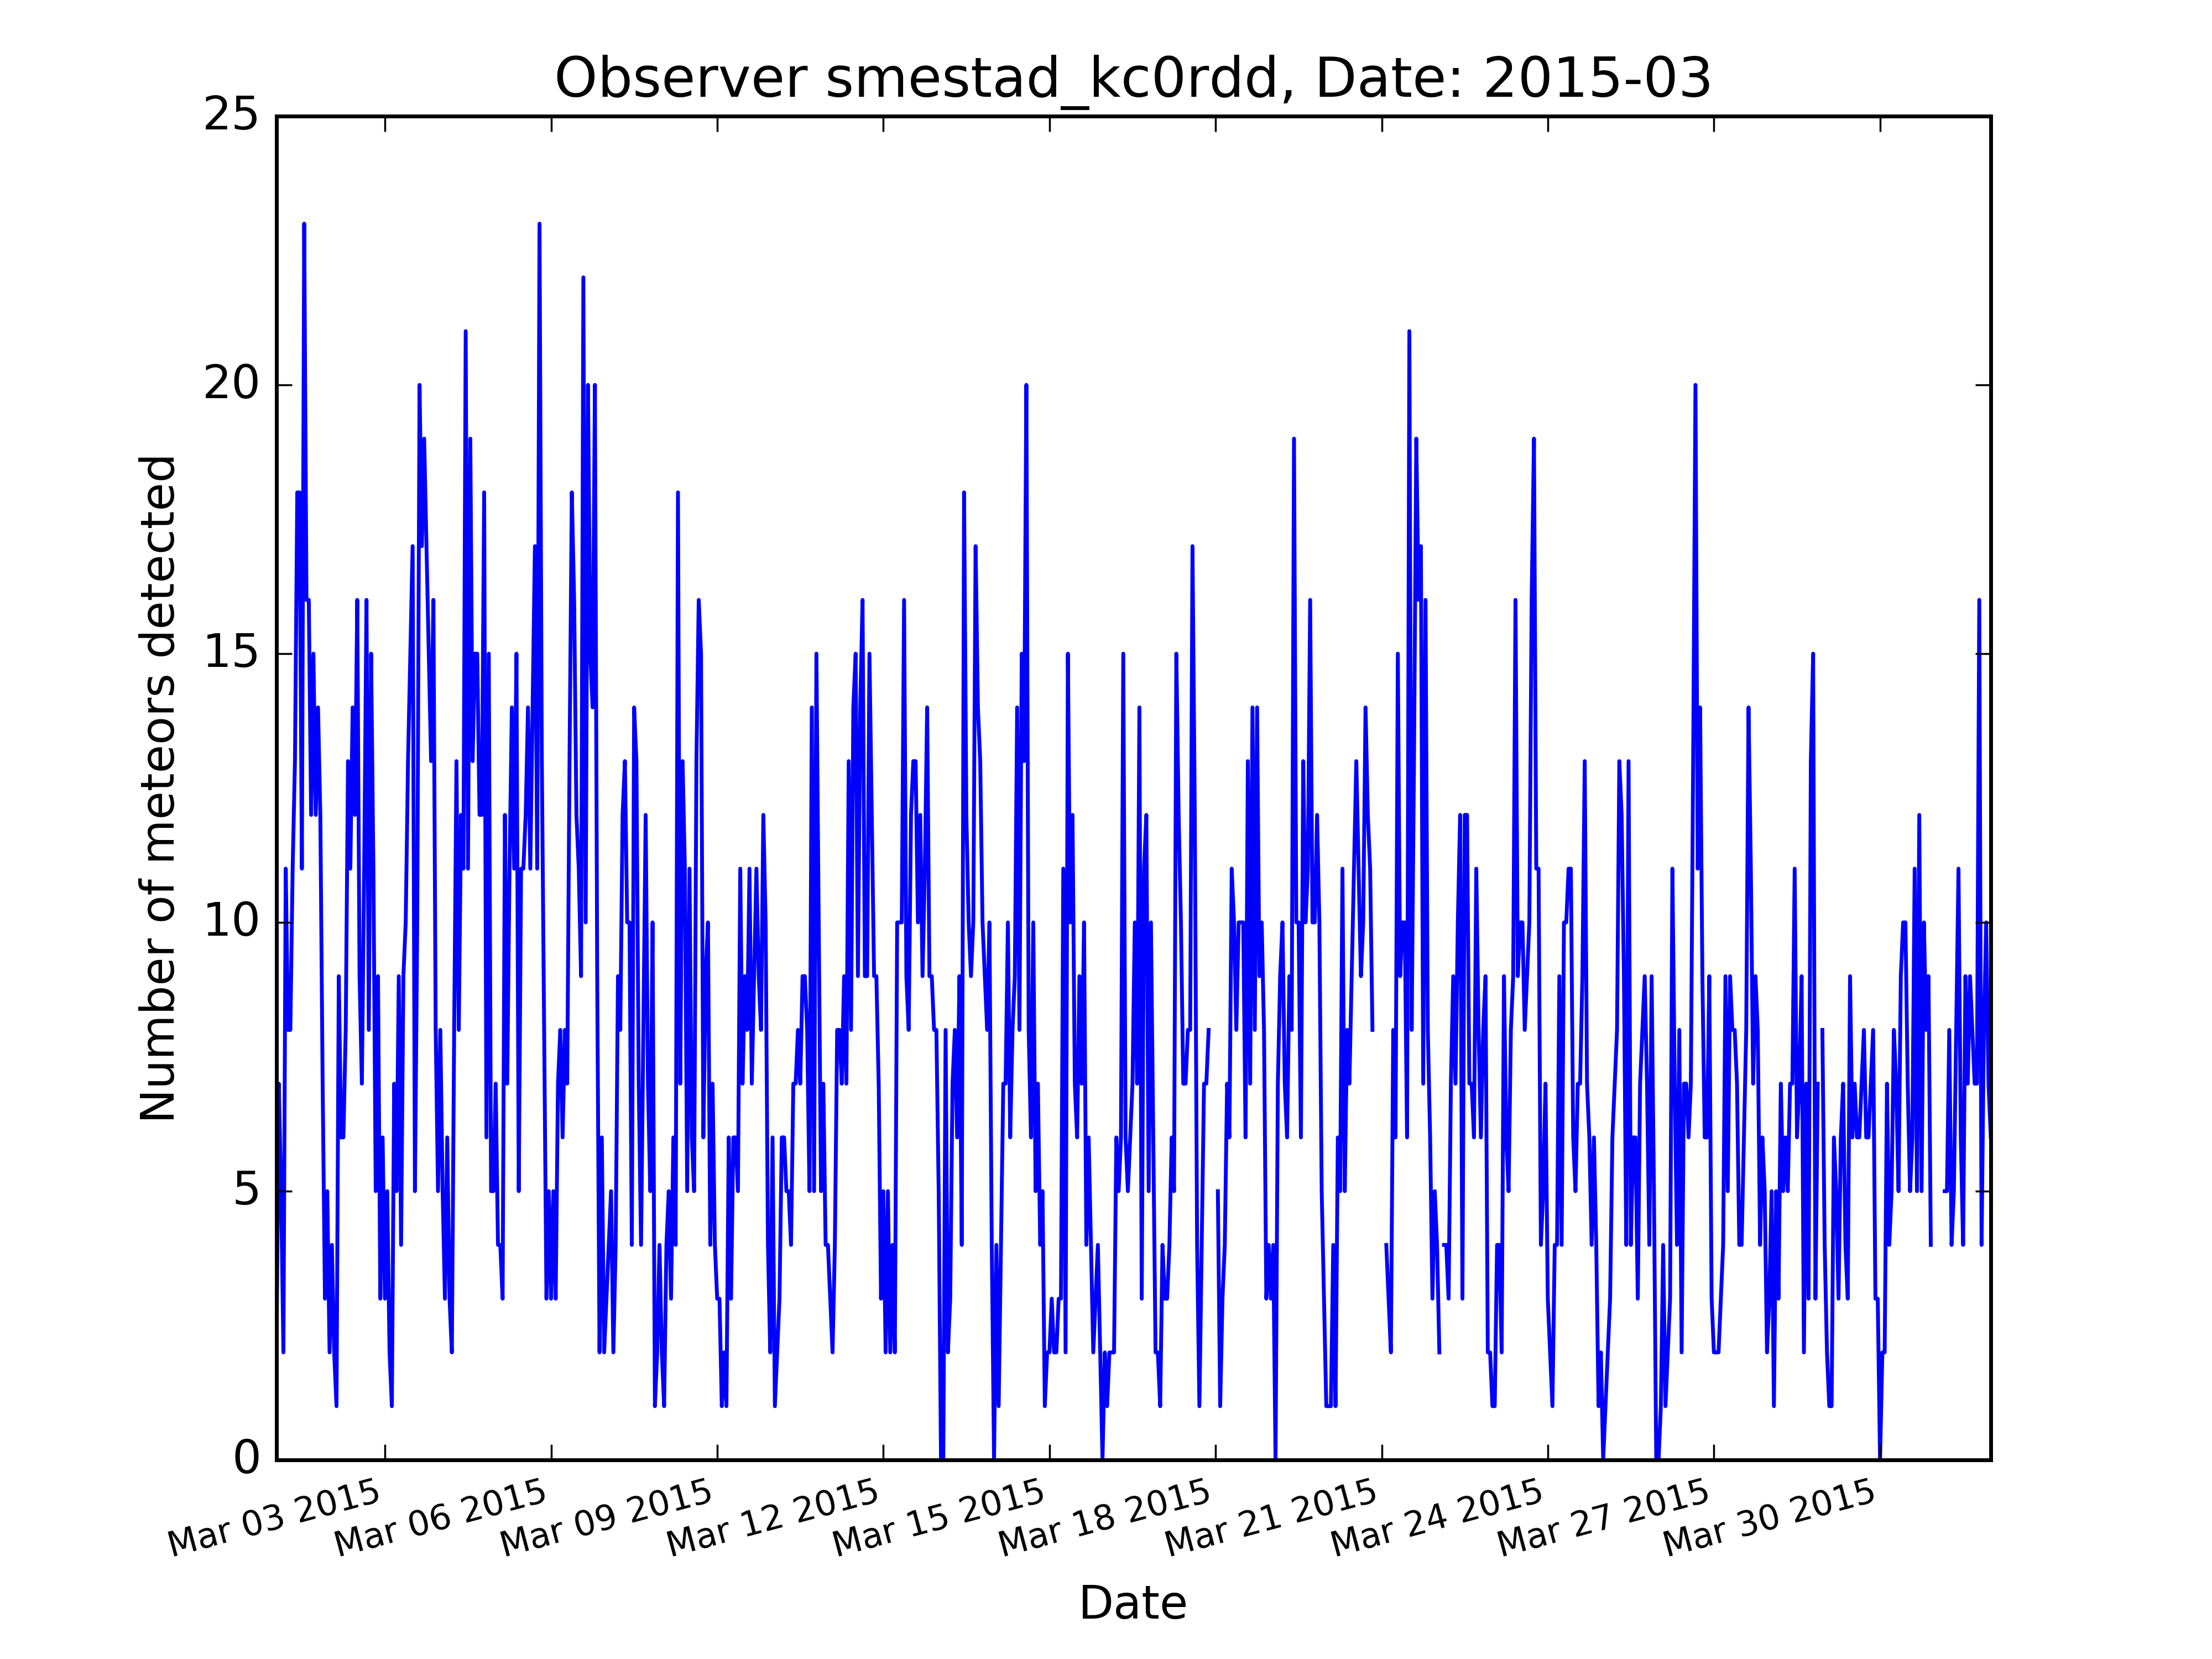 Observer smestad_kc0rdd, Date: 2015-03
Number of meteors detected
25
20
15
10
5
0
Mar 03 2015
Mar 06 2015
Mar 09 2015
Mar 12 2015
Mar 15 2015
Mar 18 2015
Mar 21 2015
Mar 24 2015
Mar 27 2015
Mar 30 2015
Date